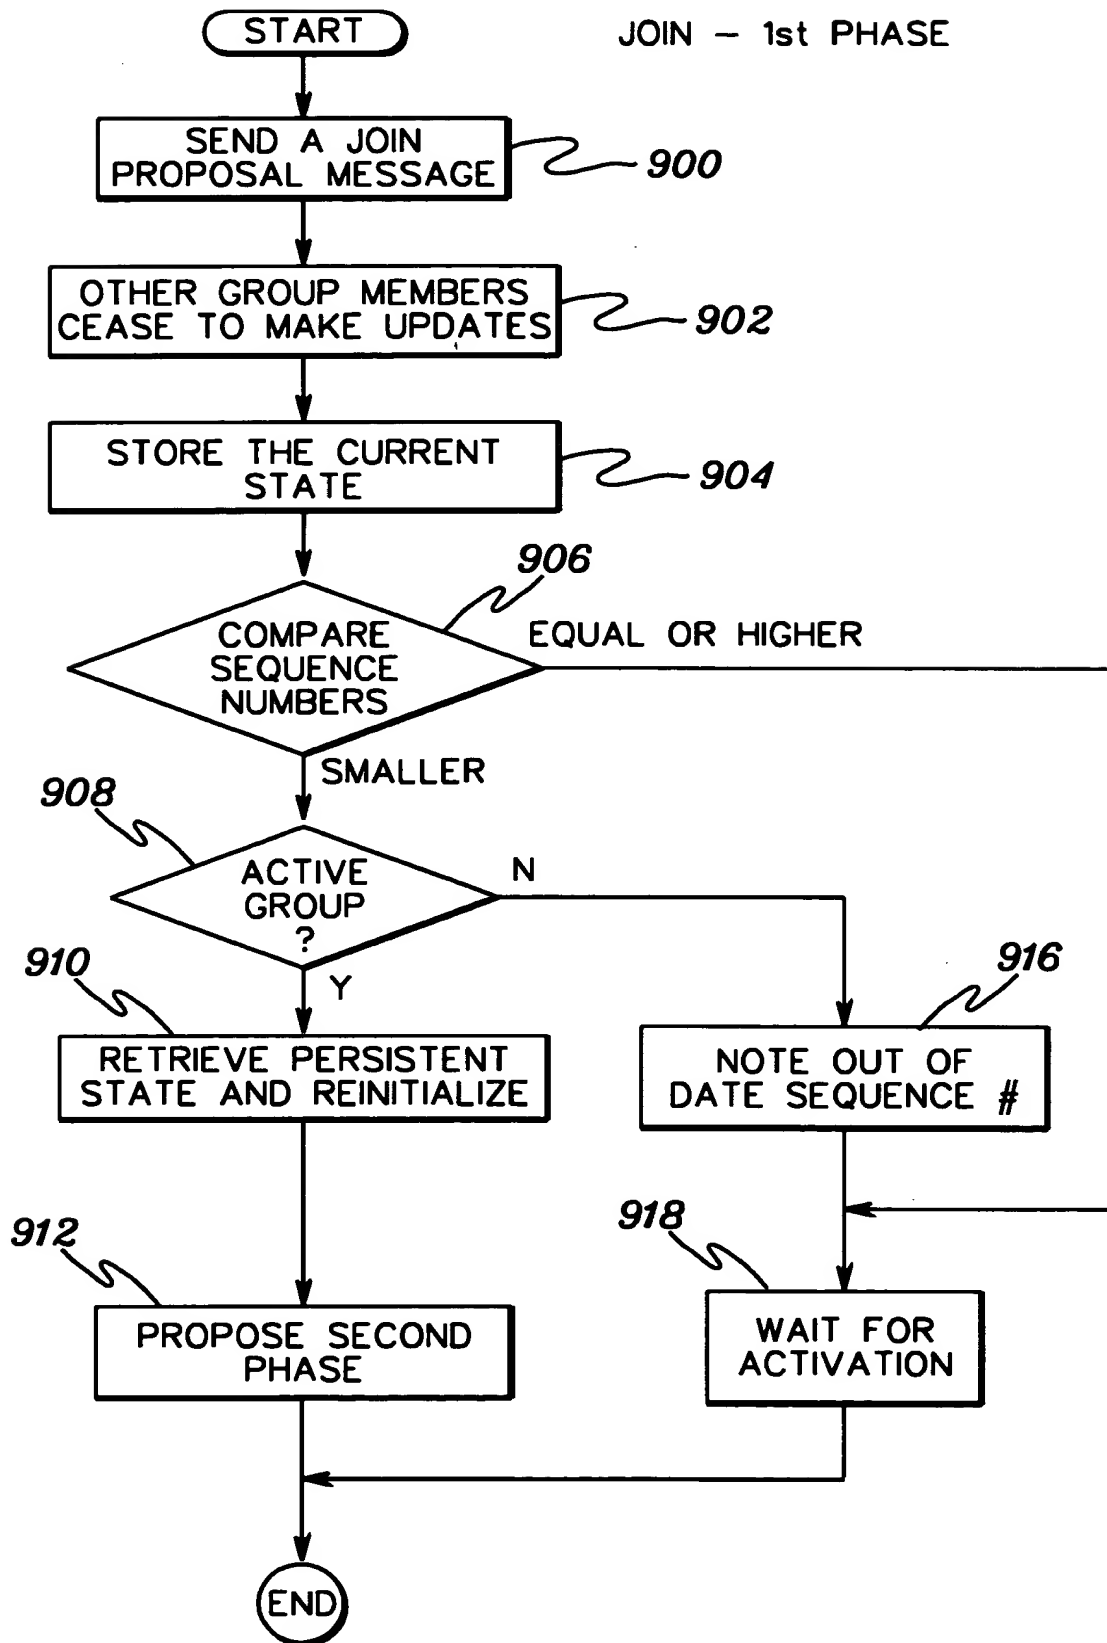 START
JOIN - 1st PHASE
SEND A JOIN
PROPOSAL MESSAGE
900
OTHER GROUP MEMBERS
CEASE TO MAKE UPDATES
902
STORE THE CURRENT
STATE
904
906
COMPARE
SEQUENCE
NUMBERS
EQUAL OR HIGHER
SMALLER
908
ACTIVE
GROUP
?
N
Y
910
RETRIEVE PERSISTENT
STATE AND REINITIALIZE
916
NOTE OUT OF
DATE SEQUENCE #
912
PROPOSE SECOND
PHASE
918
WAIT FOR
ACTIVATION
END